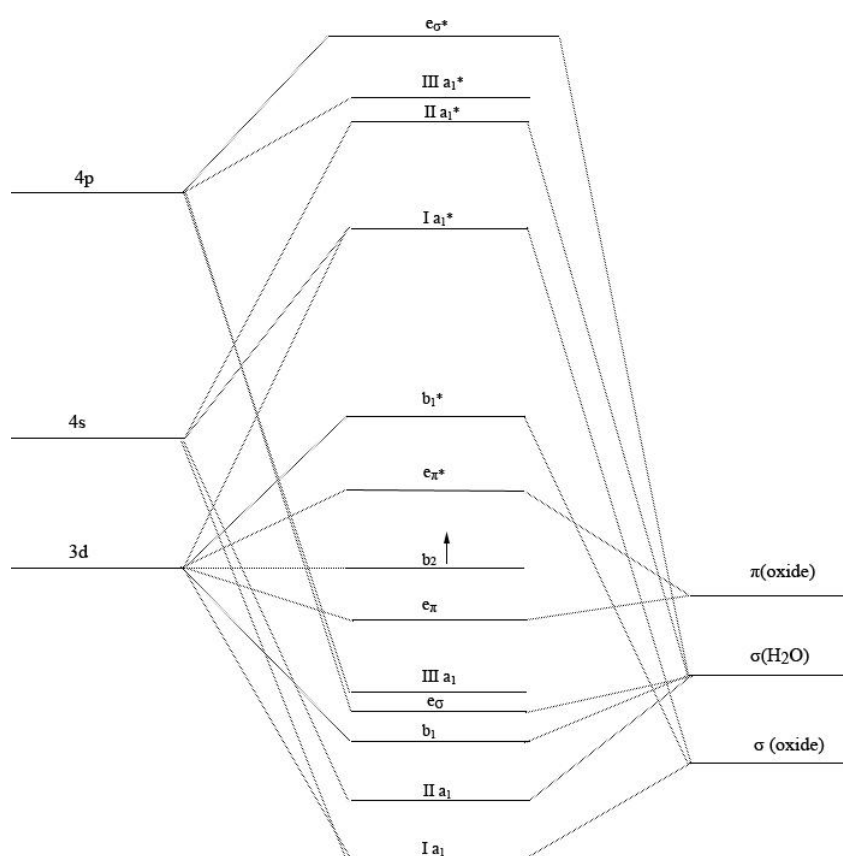 eσ*
III a₁*
II a₁*
4p
I a₁*
b₁*
4s
eπ*
3d
b₂
π(oxide)
eπ
σ(H₂O)
III a₁
eσ
b₁
σ (oxide)
II a₁
I a₁